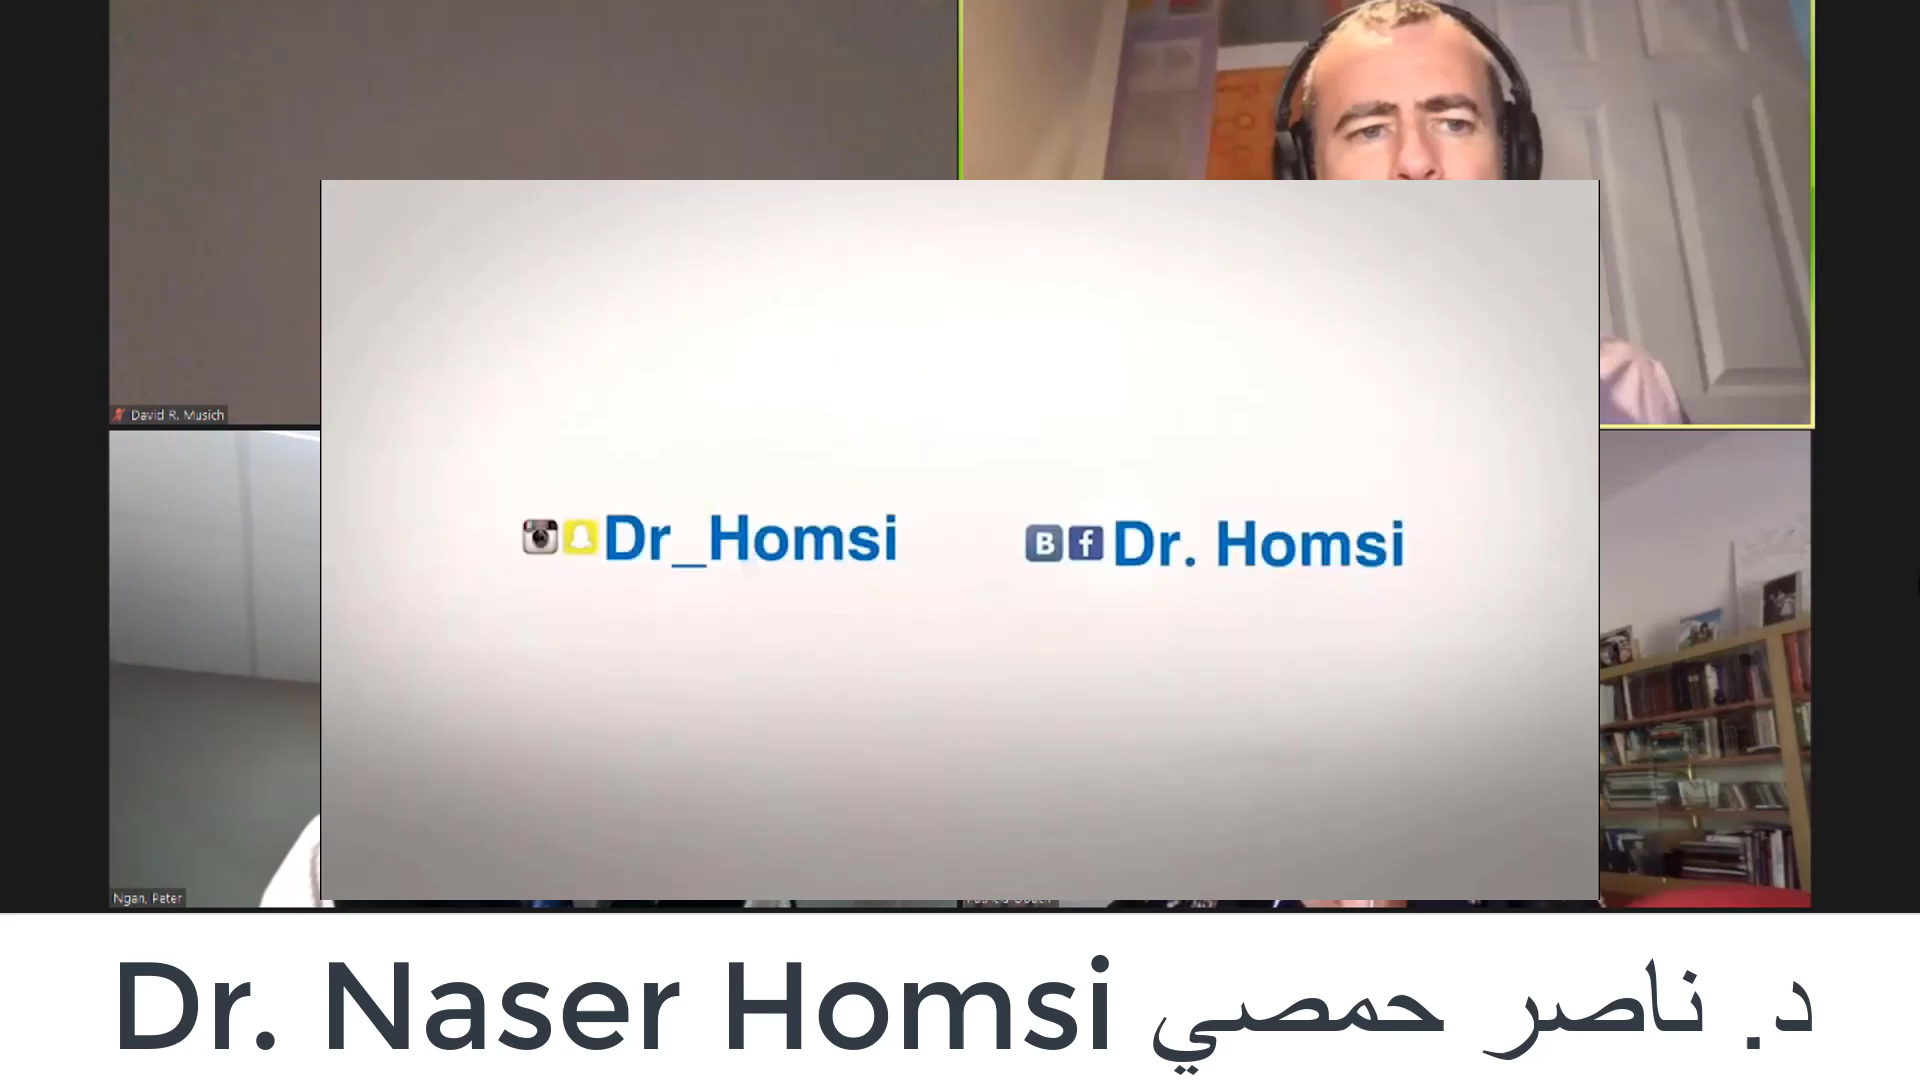 David R. Musich
Dr_Homsi
Dr. Homsi
Ngan, Peter
Dr. Naser Homsi د. ناصر حمصي